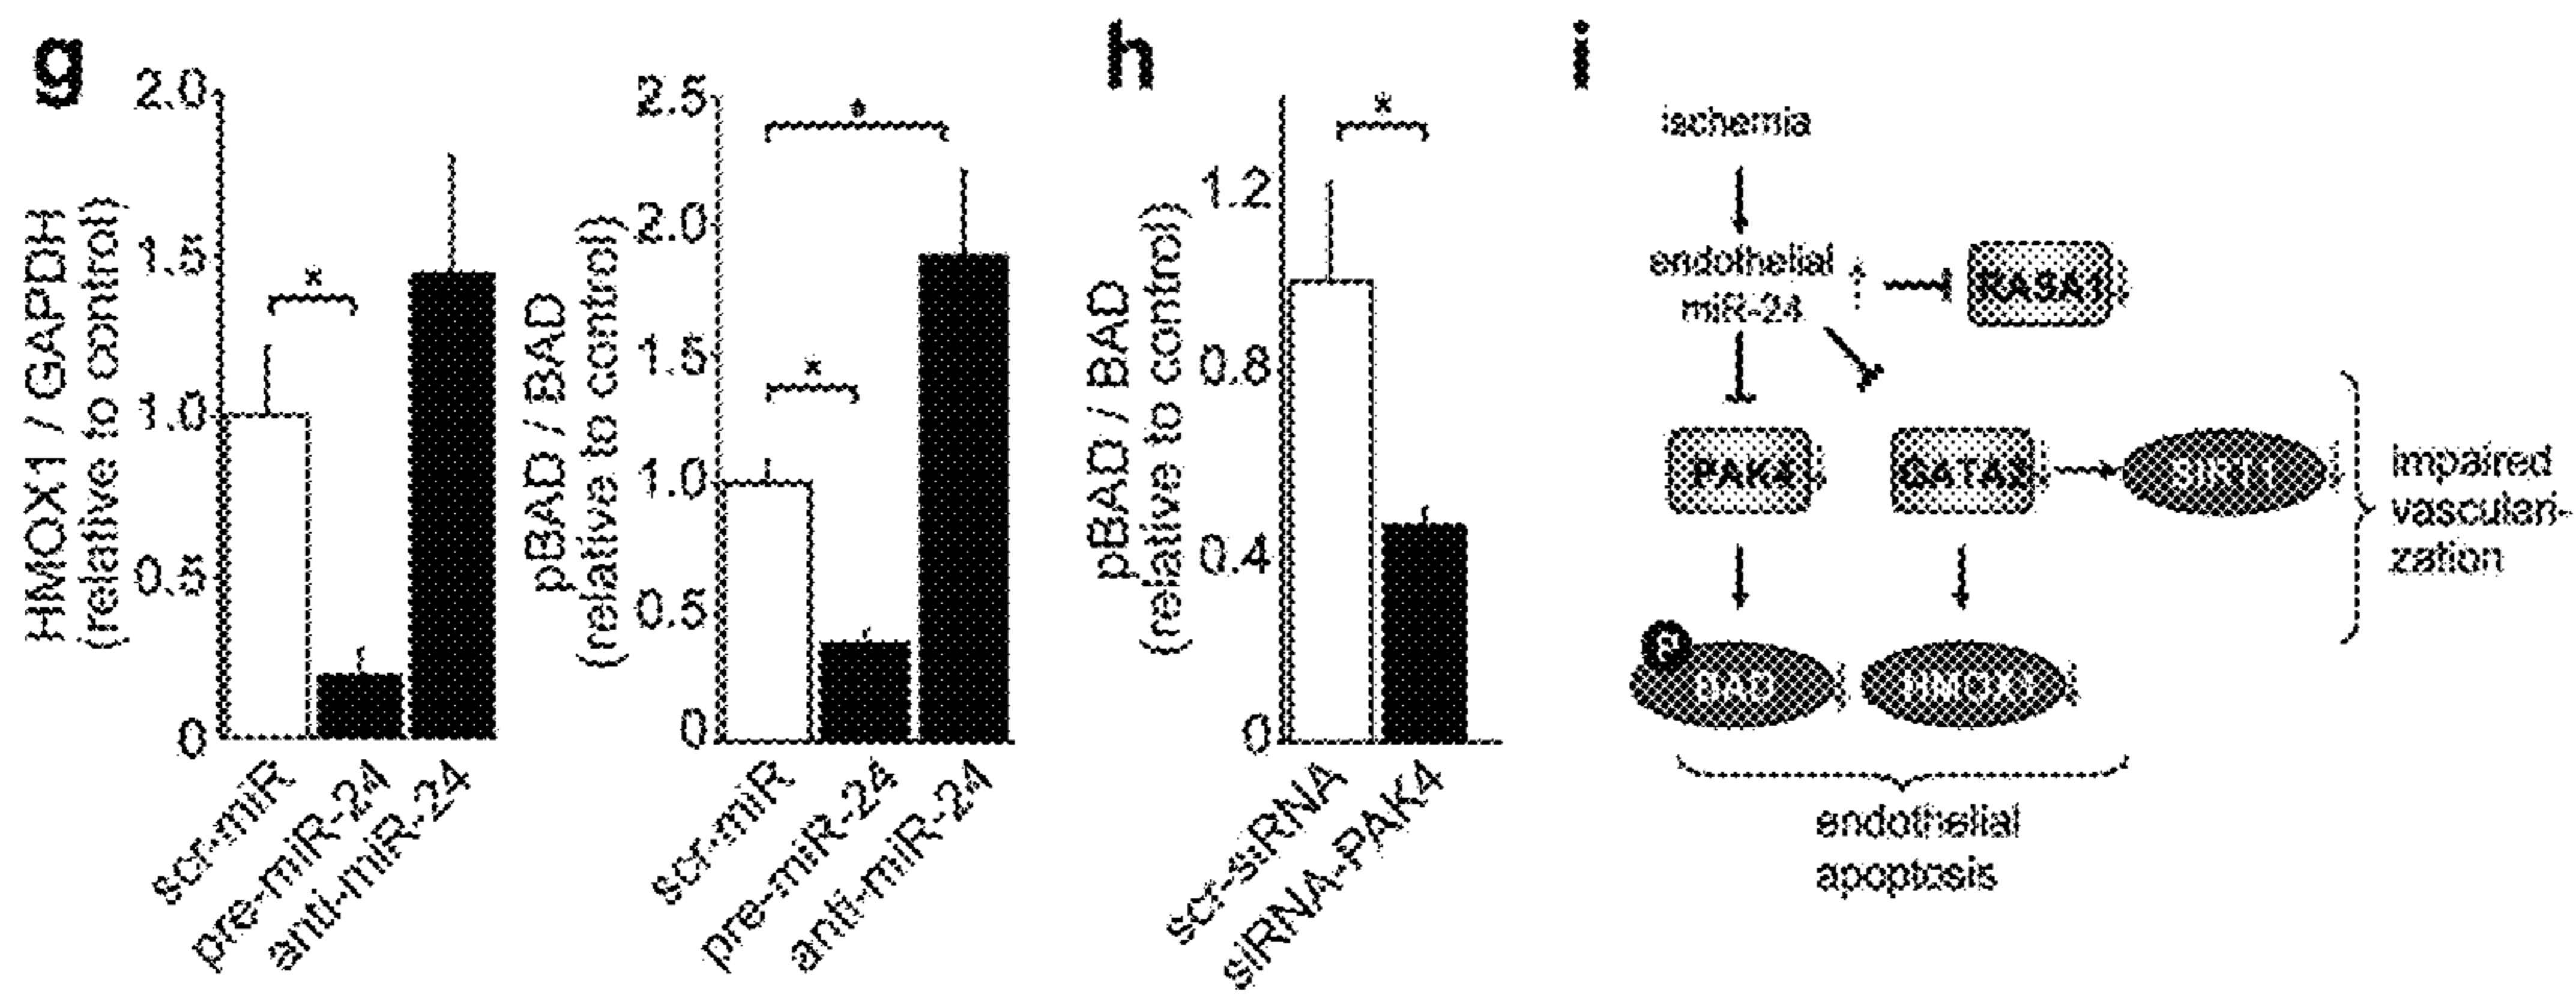 g
2.0
1.5
1.0
0.5
0
HMOX1 / GAPDH
(relative to control)
*
scr-miR
pre-miR-24
anti-miR-24
2.5
2.0
1.5
1.0
0.5
0
pBAD / BAD
(relative to control)
*
*
scr-miR
pre-miR-24
anti-miR-24
h
1.2
0.8
0.4
0
pBAD / BAD
(relative to control)
*
scr-siRNA
siRNA-PAK4
i
ischemia
endothelial
miR-24
RASA1
PAK4
GATA2
SIRT1
P
BAD
HMOX1
impaired
vasculari-
zation
endothelial
apoptosis